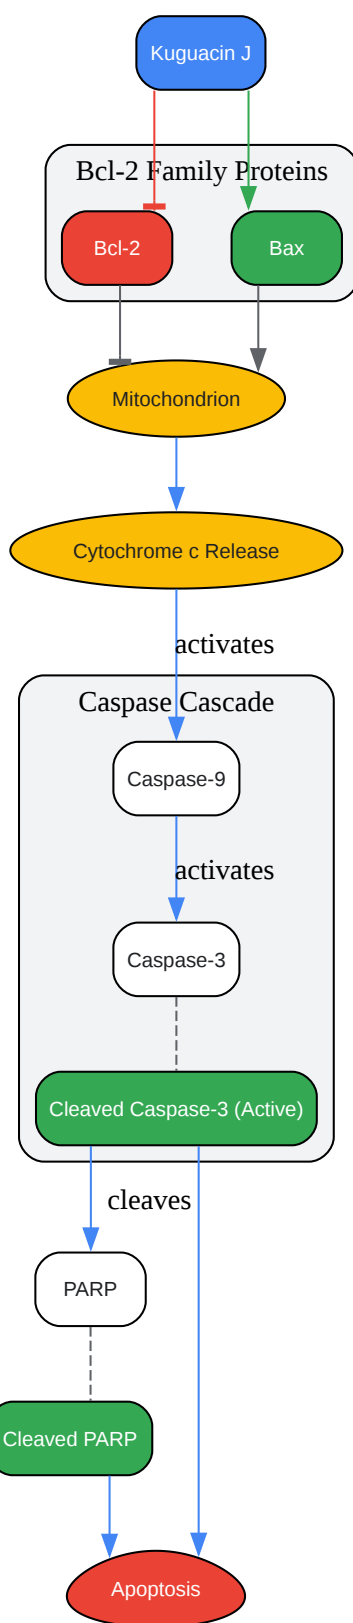 Kuguacin J
Bcl-2 Family Proteins
Bcl-2
Bax
Mitochondrion
Cytochrome c Release
activates
Caspase Cascade
Caspase-9
activates
Caspase-3
Cleaved Caspase-3 (Active)
cleaves
PARP
Cleaved PARP
Apoptosis